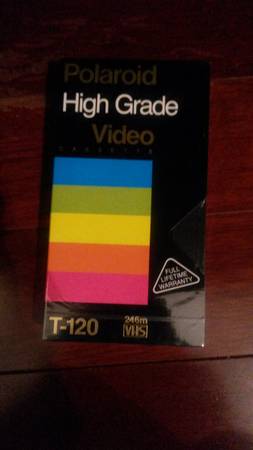 Polaroid
High Grade
Video
CASSETTE
FULL
LIFETIME
WARRANTY
T-120
246m
VHS